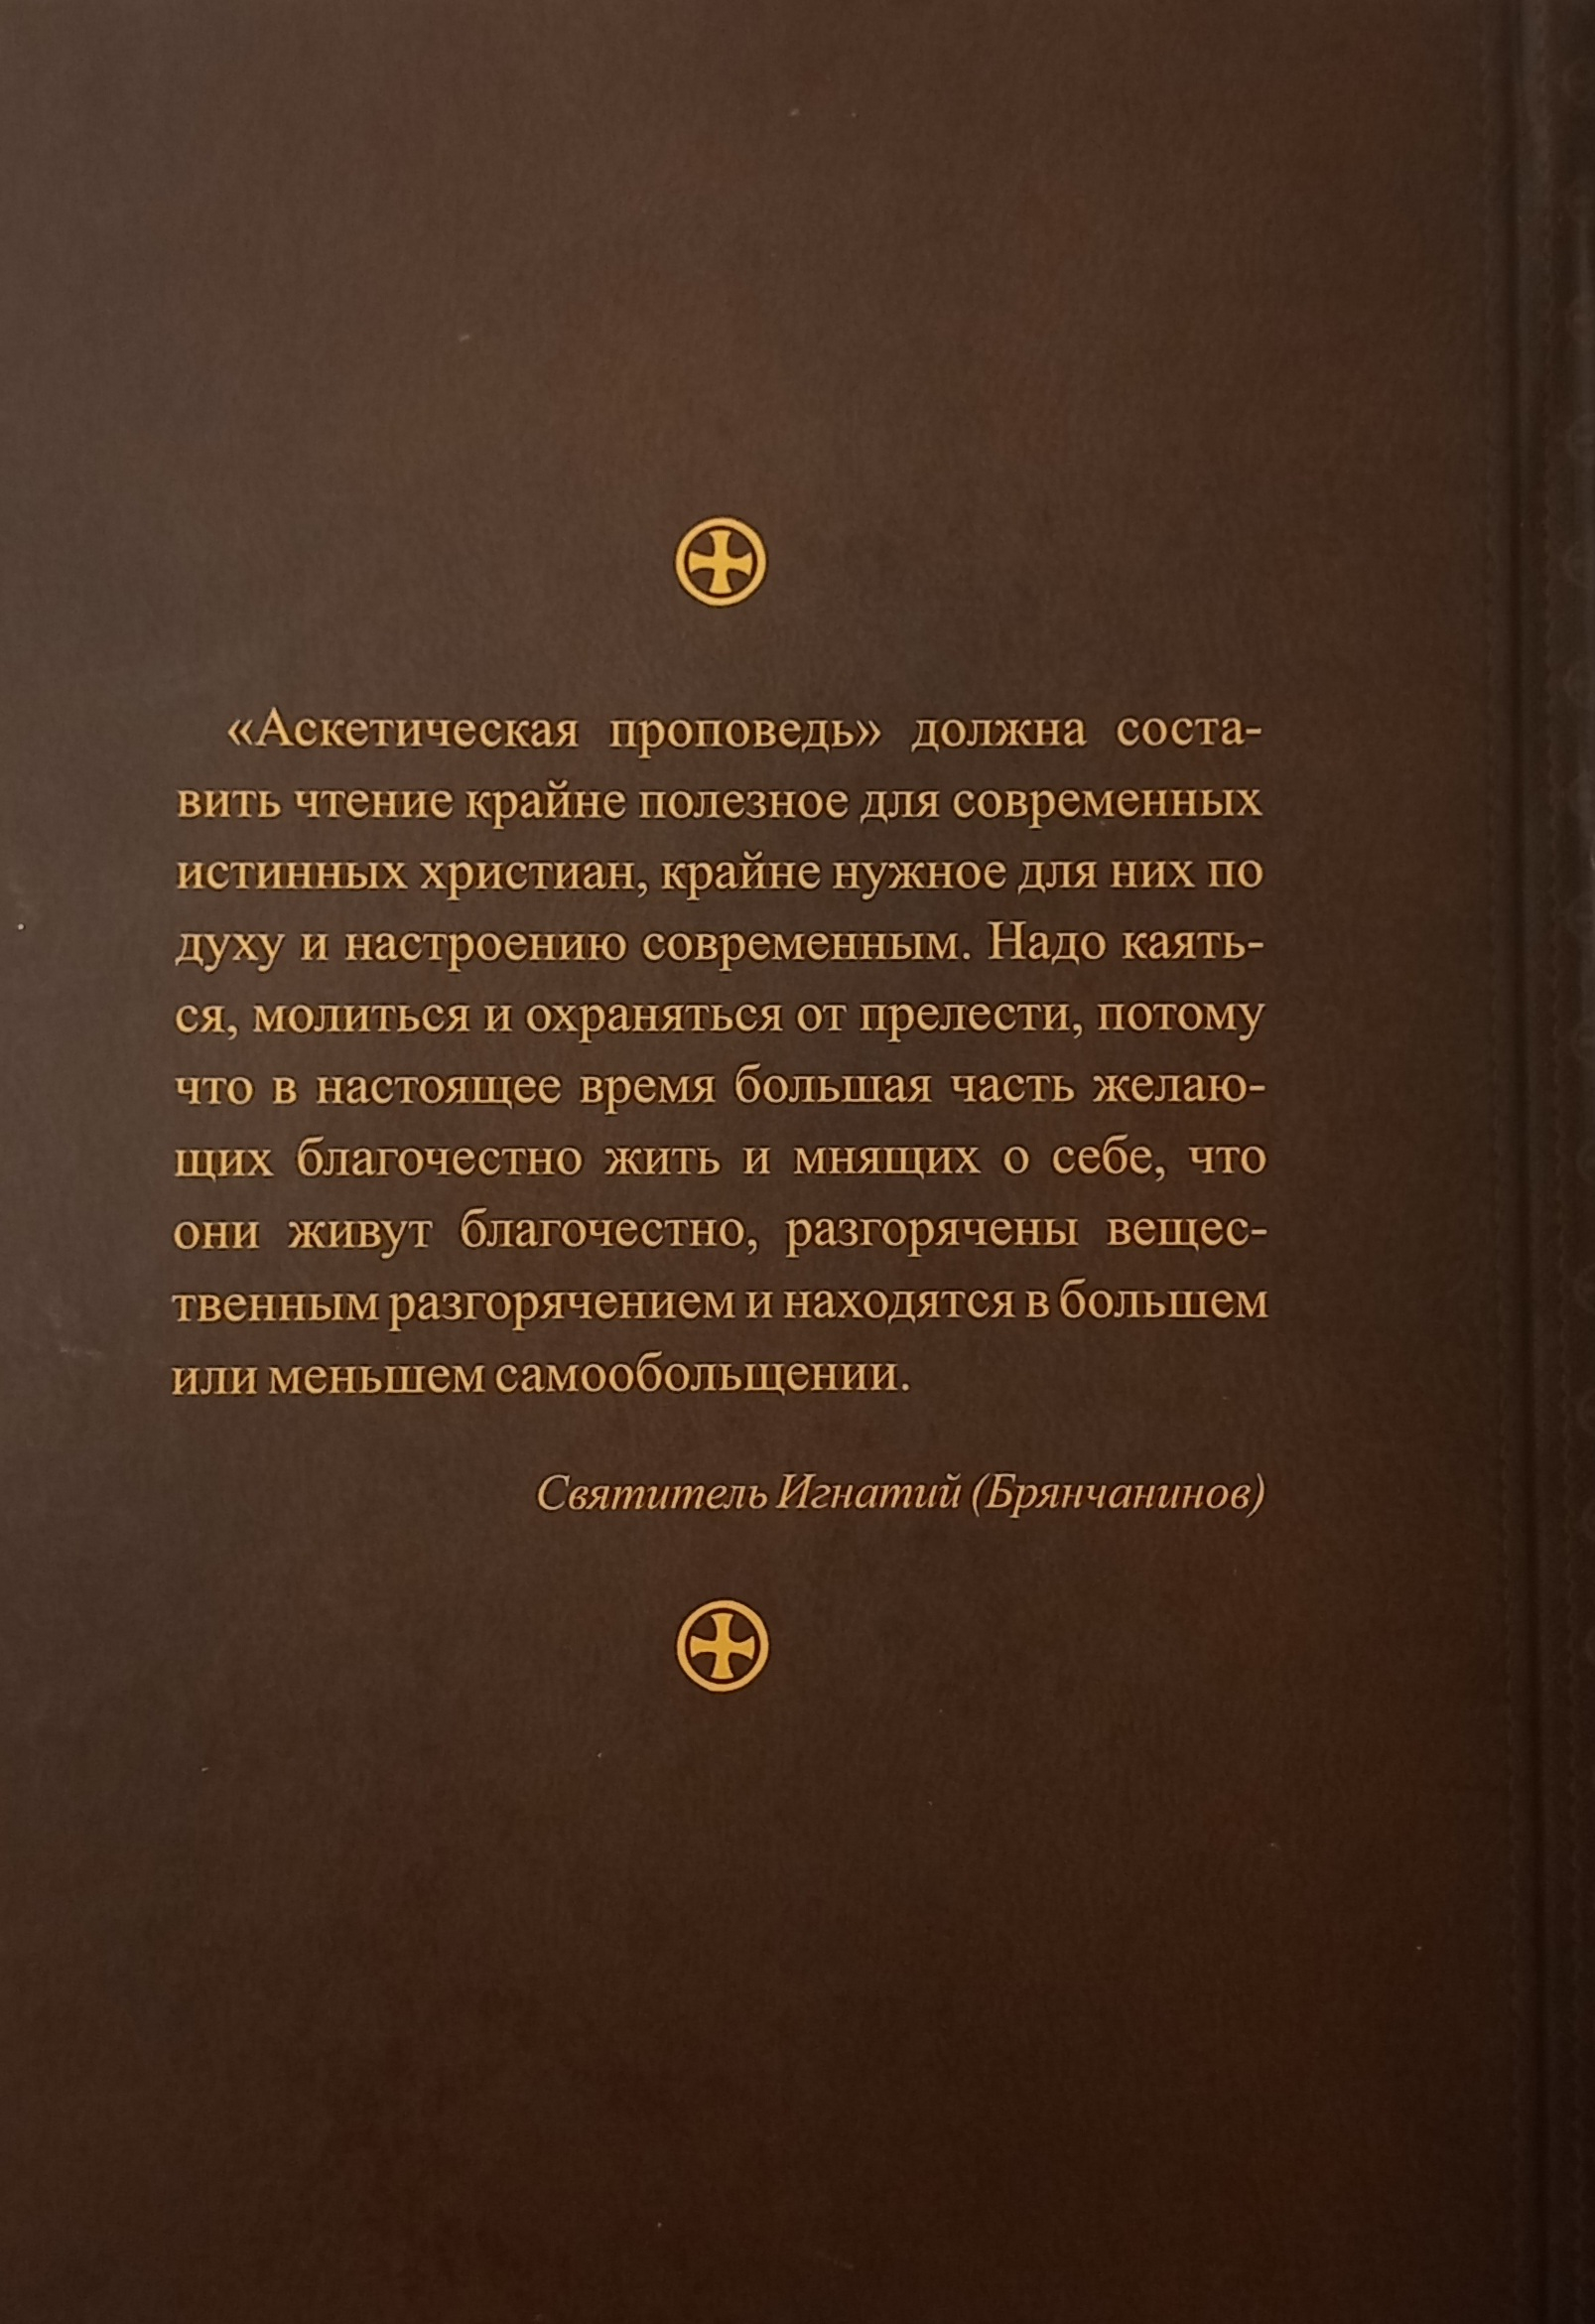 «Аскетическая проповедь» должна соста-
вить чтение крайне полезное для современных
истинных христиан, крайне нужное для них по
духу и настроению современным. Надо каять-
ся, молиться и охраняться от прелести, потому
что в настоящее время большая часть желаю-
щих благочестно жить и мнящих о себе, что
они живут благочестно, разгорячены вещес-
твенным разгорячением и находятся в большем
или меньшем самообольщении.
Святитель Игнатий (Брянчанинов)